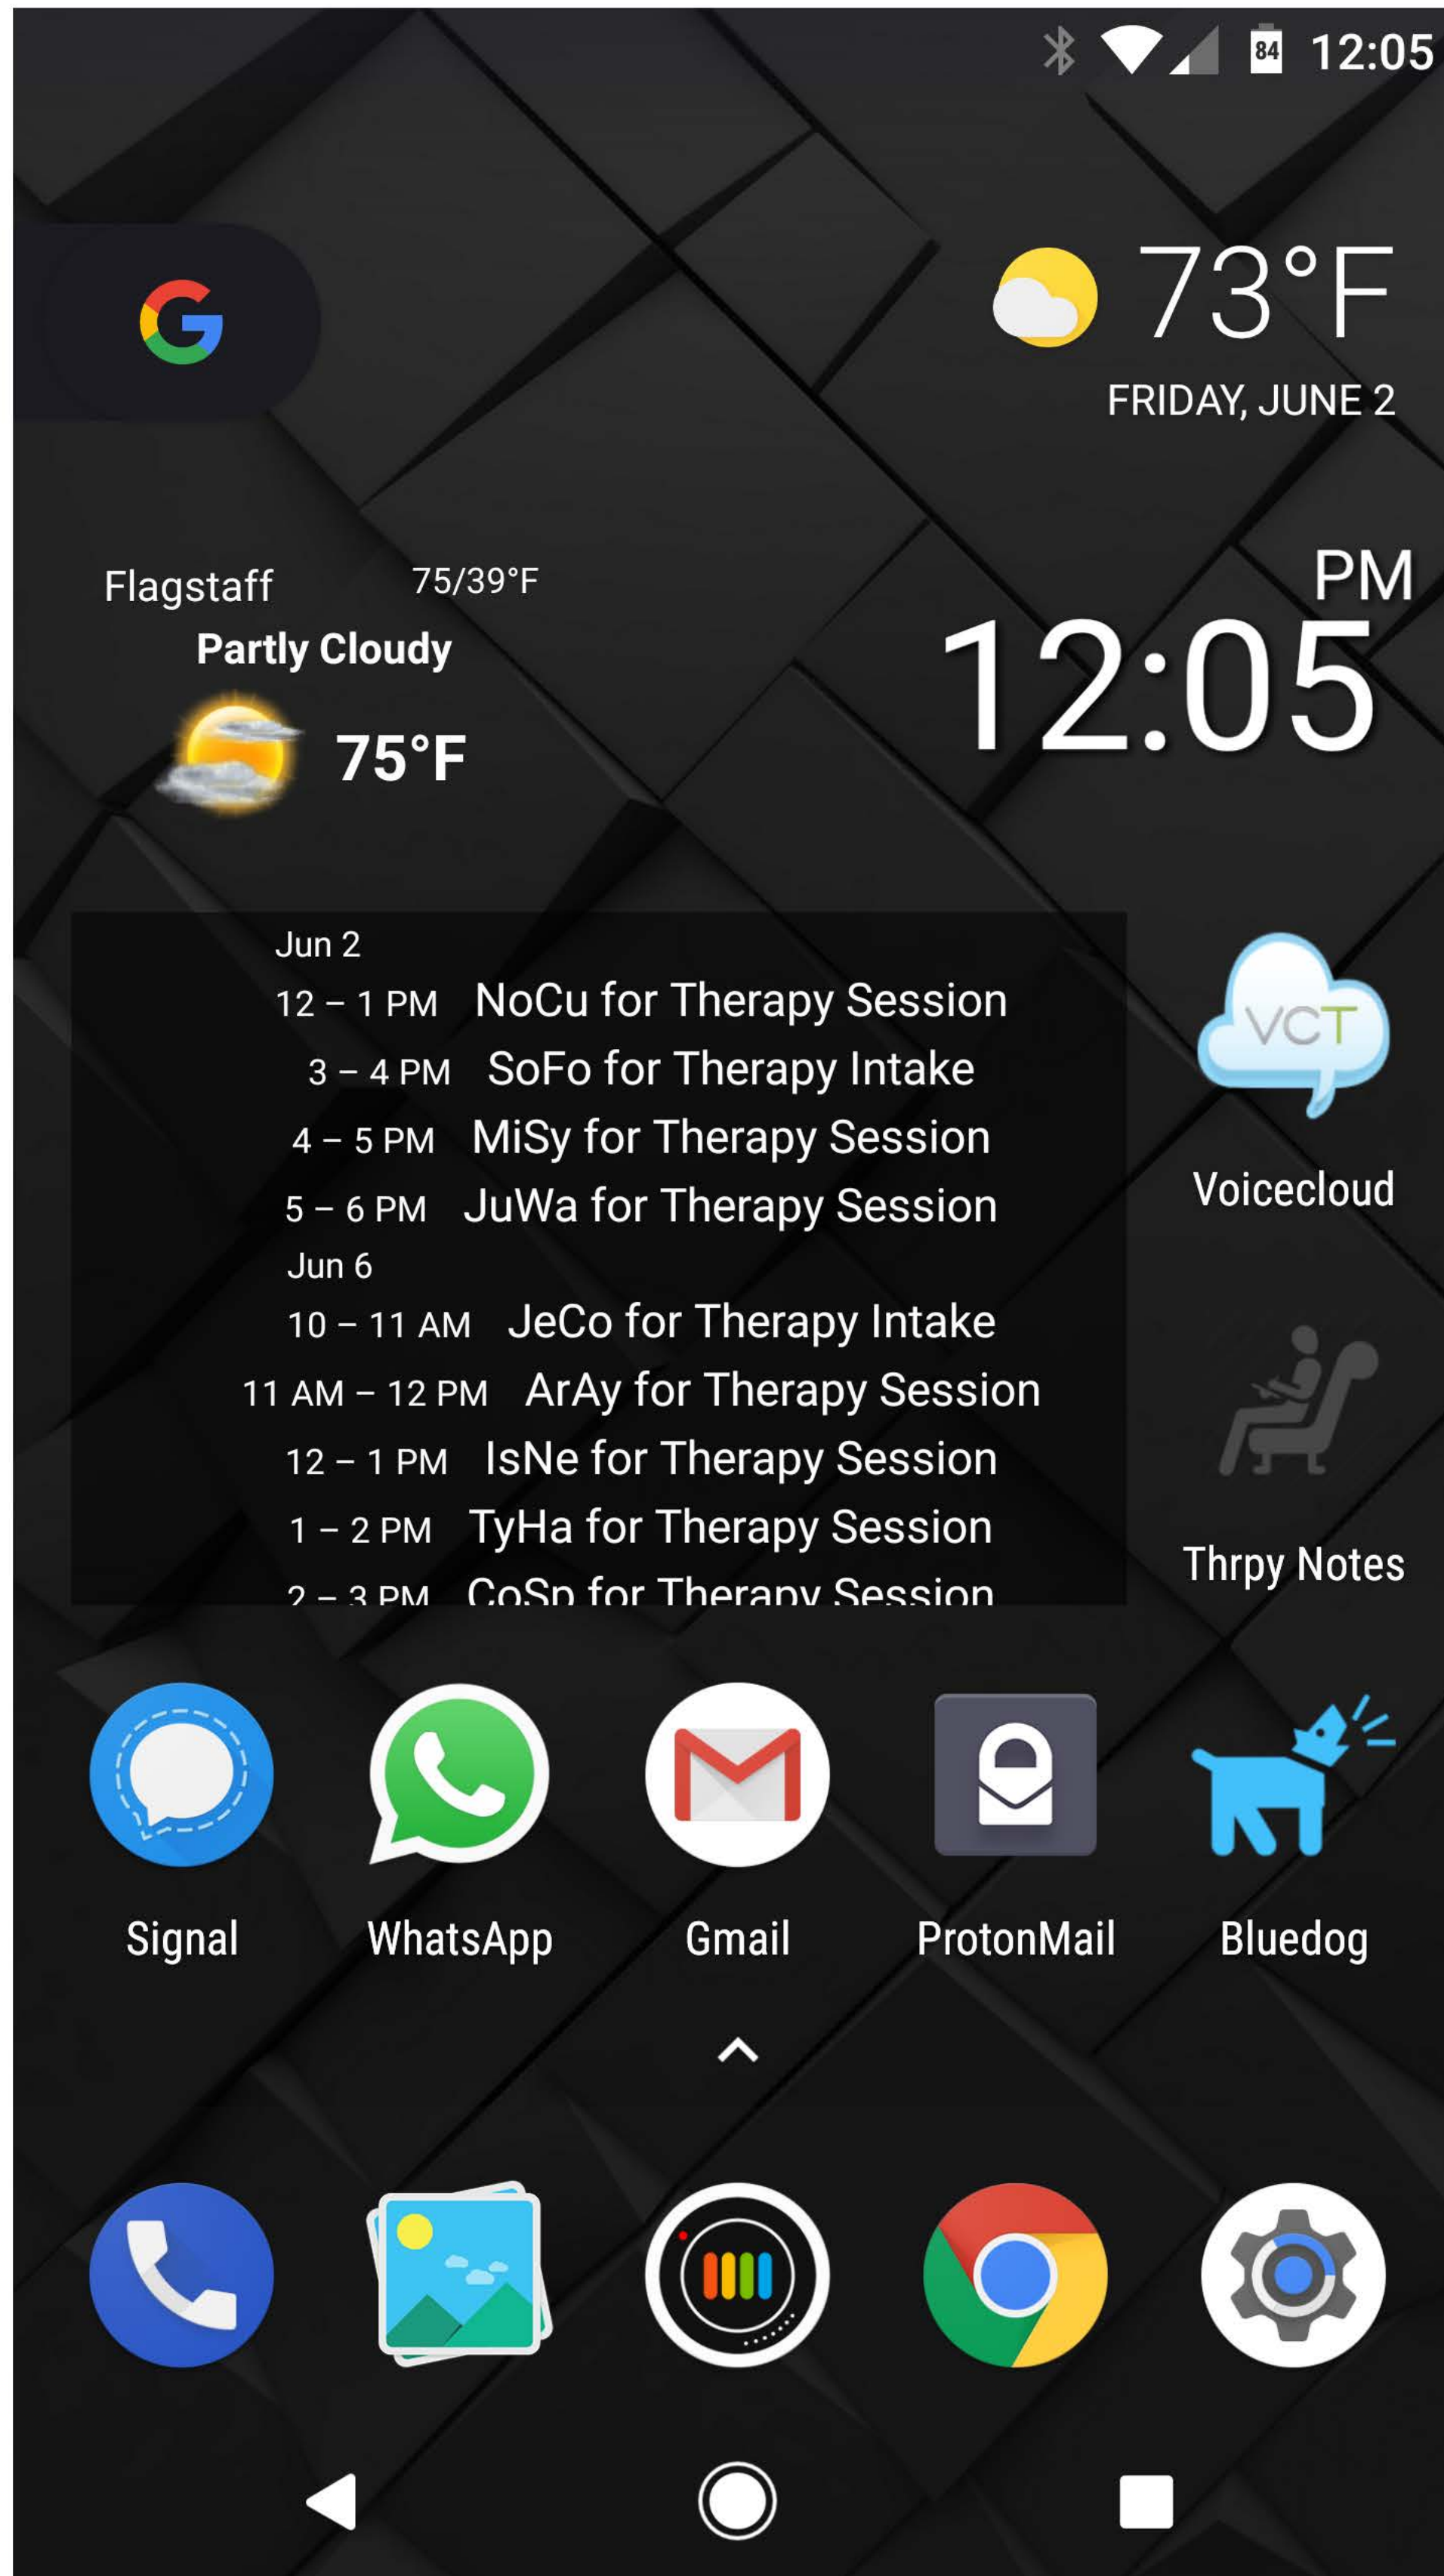 84 12:05
G
73°F
FRIDAY, JUNE 2
Flagstaff 75/39°F
Partly Cloudy
75°F
PM
12:05
Jun 2
12 – 1 PM NoCu for Therapy Session
3 – 4 PM SoFo for Therapy Intake
4 – 5 PM MiSy for Therapy Session
5 – 6 PM JuWa for Therapy Session
Jun 6
10 – 11 AM JeCo for Therapy Intake
11 AM – 12 PM ArAy for Therapy Session
12 – 1 PM IsNe for Therapy Session
1 – 2 PM TyHa for Therapy Session
2 – 3 PM CoSp for Therapy Session
VCT
Voicecloud
Thrpy Notes
Signal
WhatsApp
Gmail
ProtonMail
Bluedog